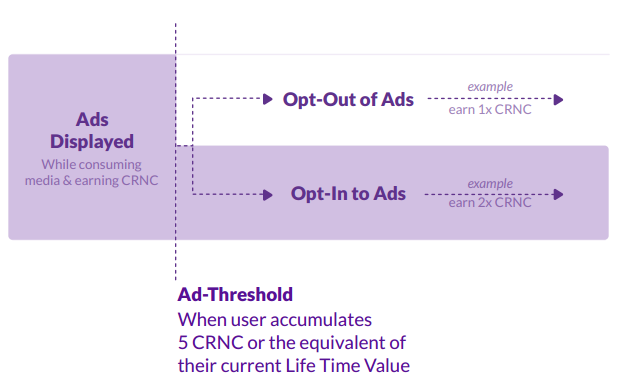 Ads
Displayed
While consuming
media & earning CRNC
Opt-Out of Ads
example
earn 1x CRNC
Opt-In to Ads
example
earn 2x CRNC
Ad-Threshold
When user accumulates
5 CRNC or the equivalent of
their current Life Time Value